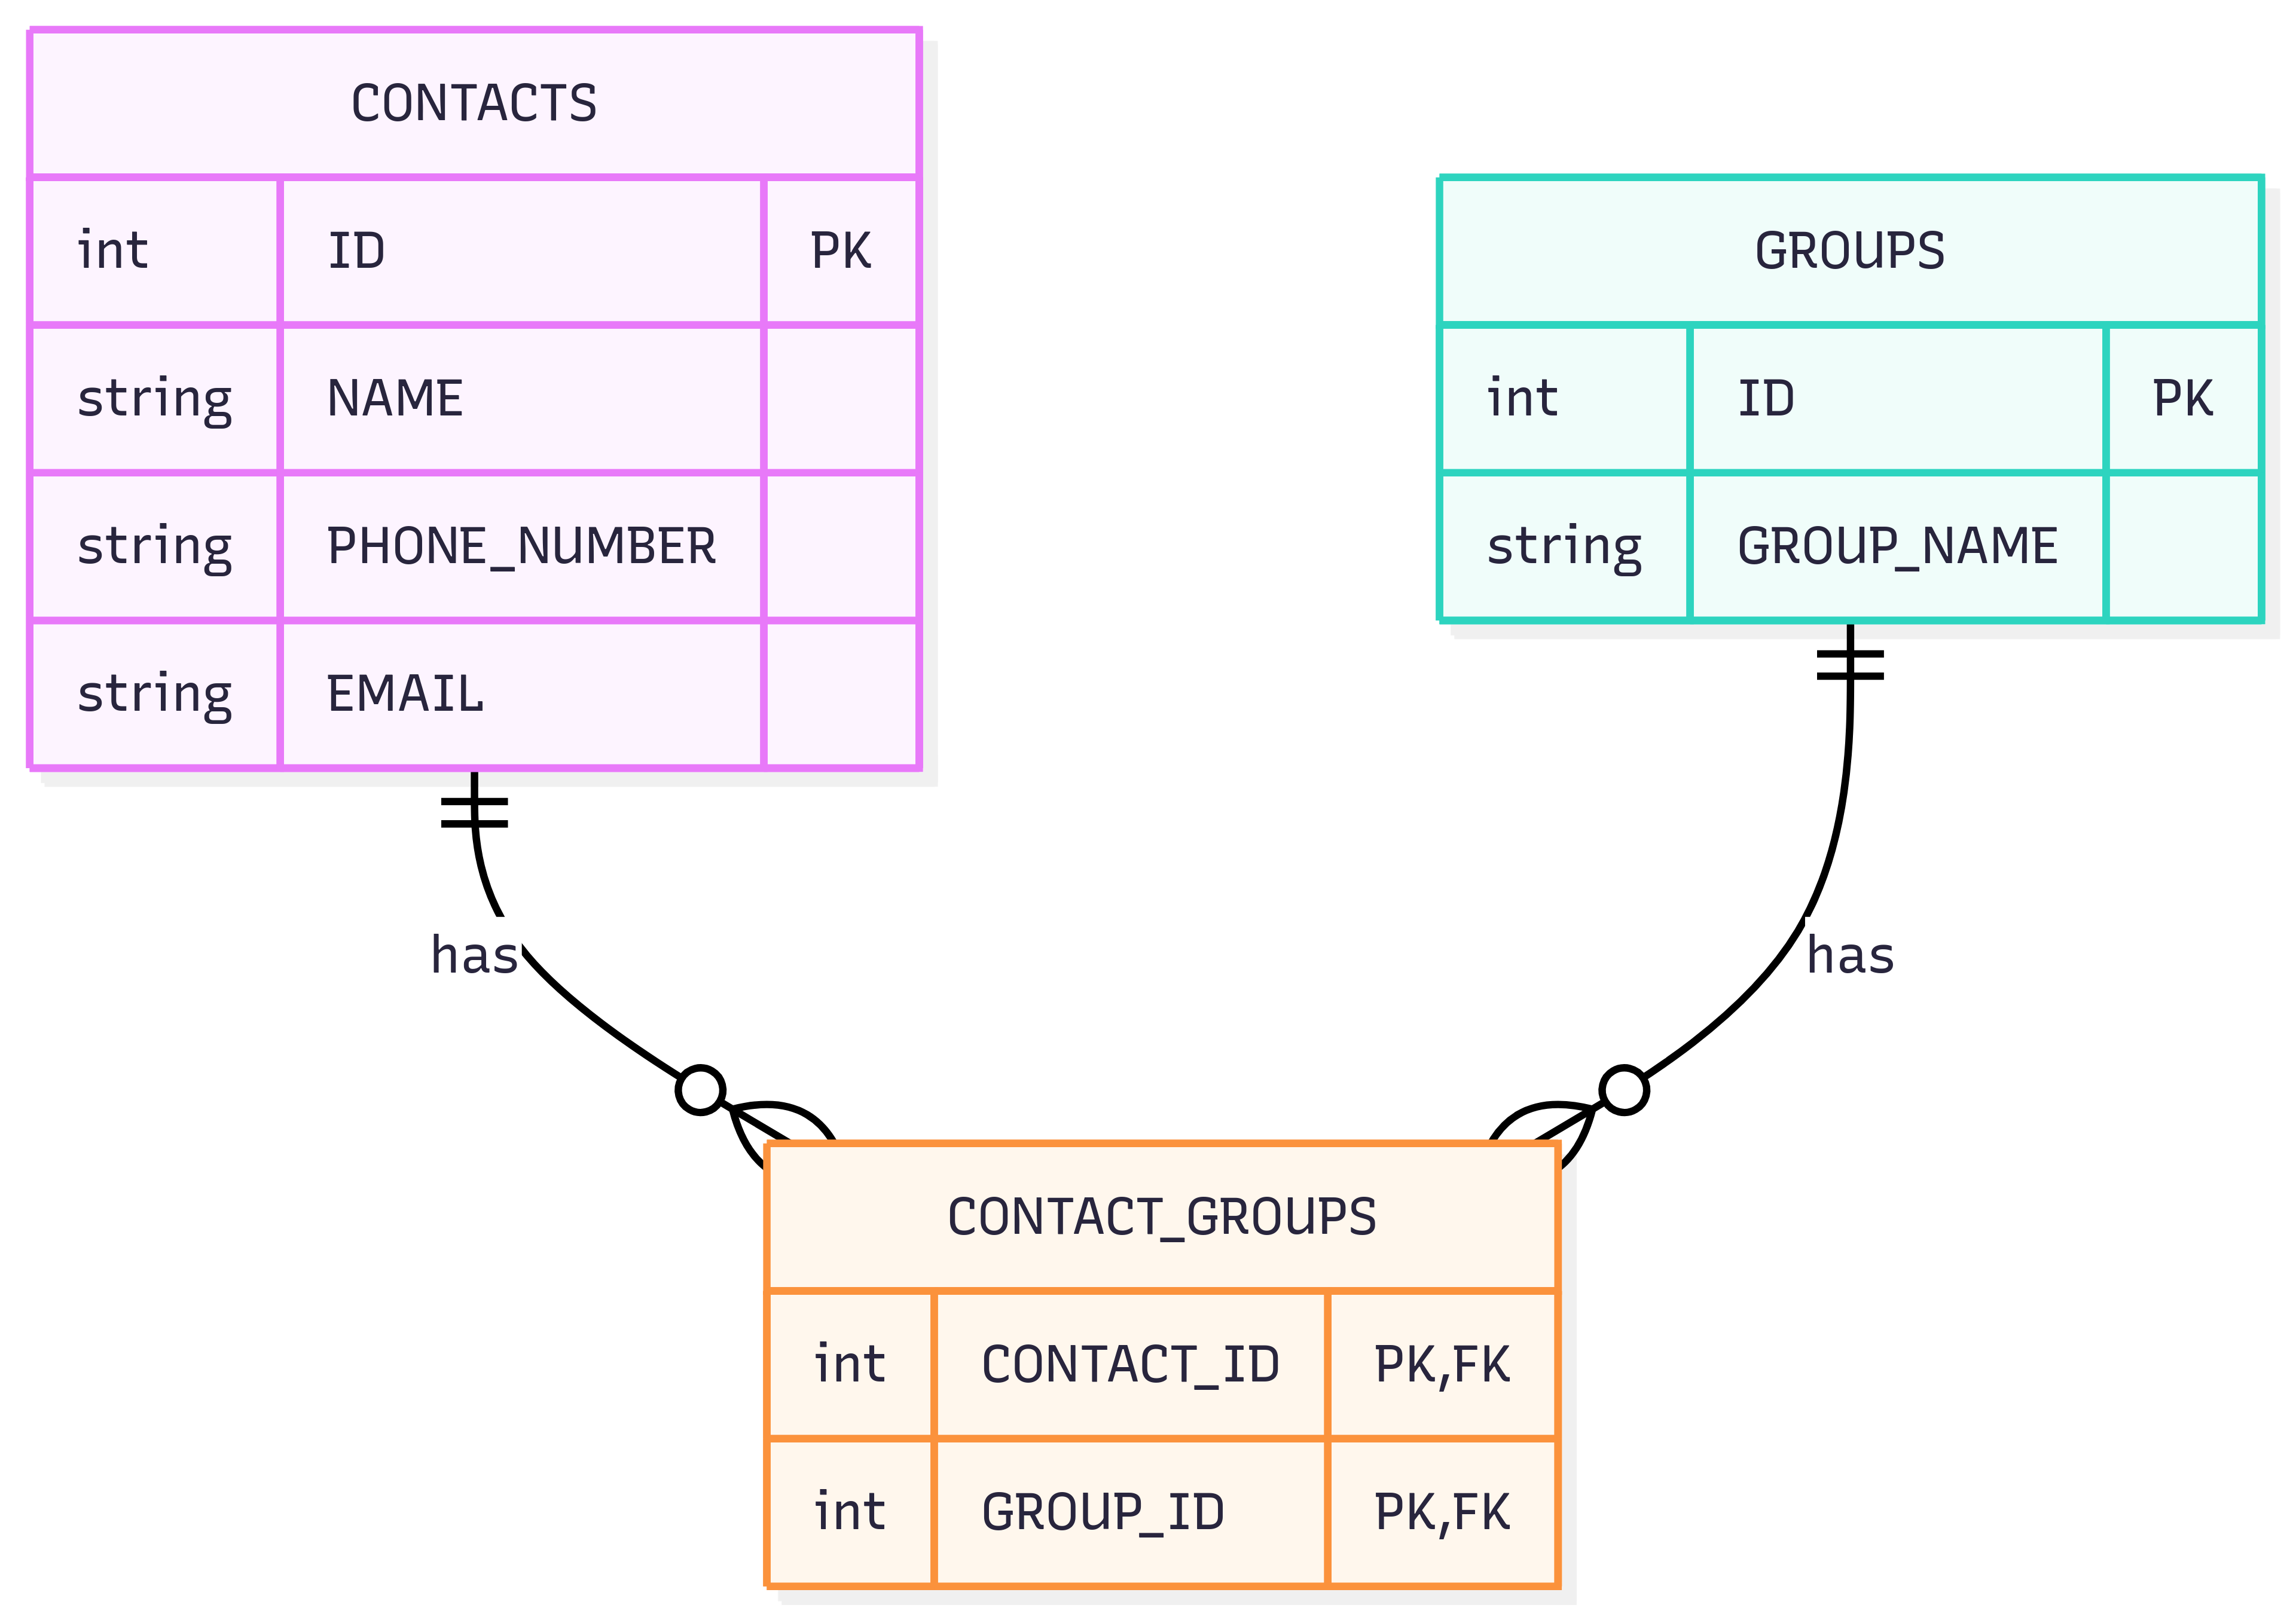 CONTACTS
int ID PK
string NAME
string PHONE_NUMBER
string EMAIL
GROUPS
int ID PK
string GROUP_NAME
has
has
CONTACT_GROUPS
int CONTACT_ID PK,FK
int GROUP_ID PK,FK